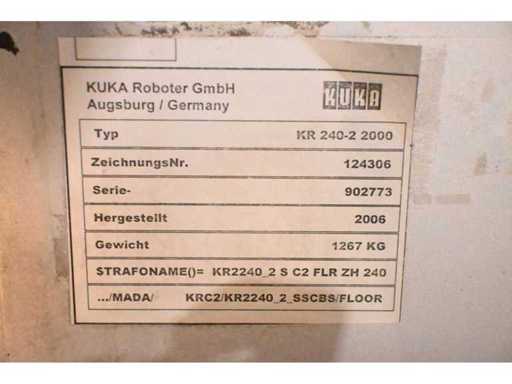 KUKA Roboter GmbH
Augsburg / Germany
KUKA
Typ KR 240-2 2000
ZeichnungsNr. 124306
Serie- 902773
Hergestellt 2006
Gewicht 1267 KG
$TRAFONAME()= KR2240_2 S C2 FLR ZH 240
.../MADA/ KRC2/KR2240_2_SSCBS/FLOOR